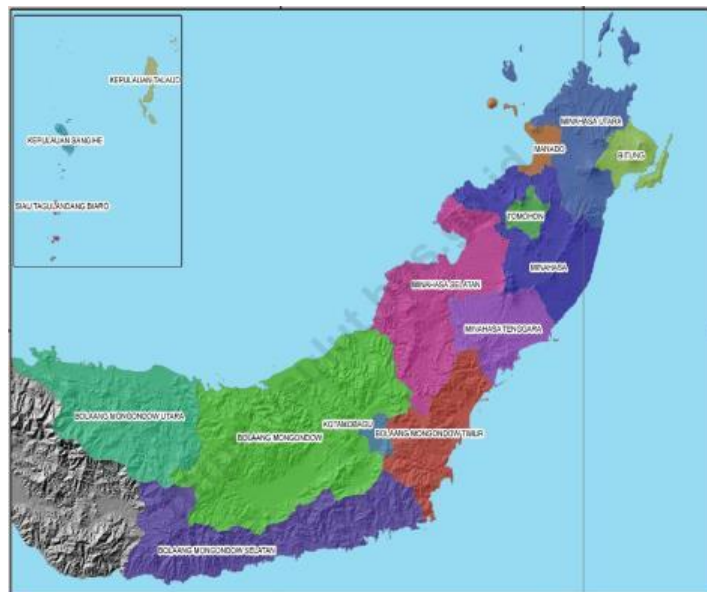 KEPULAUAN TALAUD
KEPULAUAN SANGIHE
SIAU TAGULANDANG BIARO
MINAHASA UTARA
MANADO
BITUNG
TOMOHON
MINAHASA
MINAHASA SELATAN
MINAHASA TENGGARA
BOLAANG MONGONDOW UTARA
KOTAMOBAGU
BOLAANG MONGONDOW
BOLAANG MONGONDOW TIMUR
BOLAANG MONGONDOW SELATAN